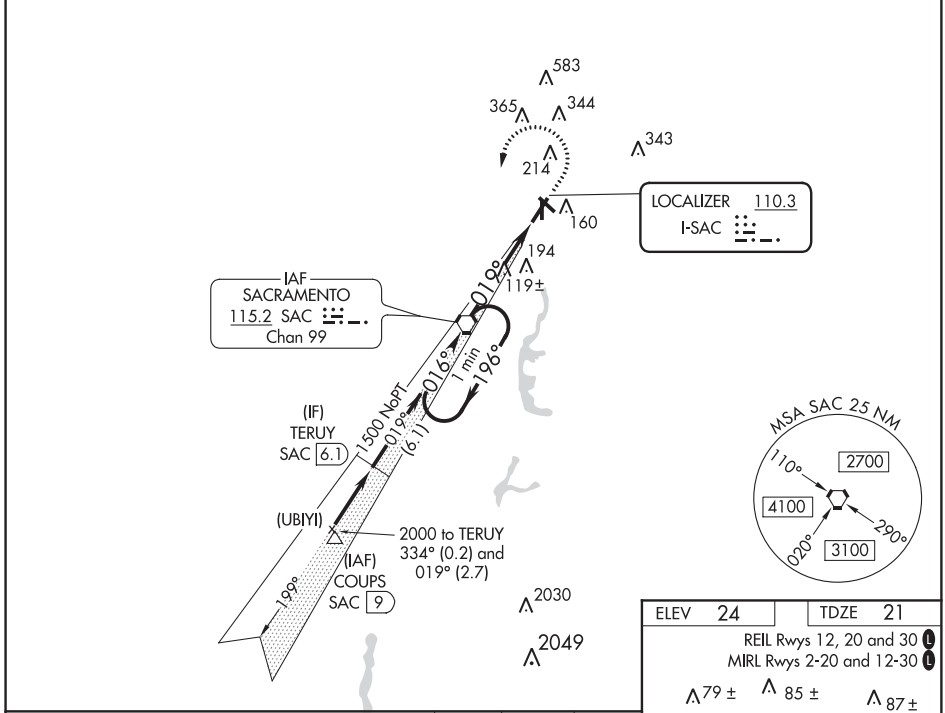 583
365
344
343
214
LOCALIZER 110.3
I-SAC
160
194
119±
019°
IAF
SACRAMENTO
115.2 SAC
Chan 99
016°
1 min
196°
1500 NoPT
019°
(6.1)
(IF)
TERUY
SAC 6.1
(UBIYI)
2000 to TERUY
334° (0.2) and
019° (2.7)
(IAF)
COUPS
SAC 9
199°
MSA SAC 25 NM
110°
2700
4100
290°
020°
3100
2030
2049
ELEV 24
TDZE 21
REIL Rwys 12, 20 and 30 L
MIRL Rwys 2-20 and 12-30 L
79 ±
85 ±
87 ±